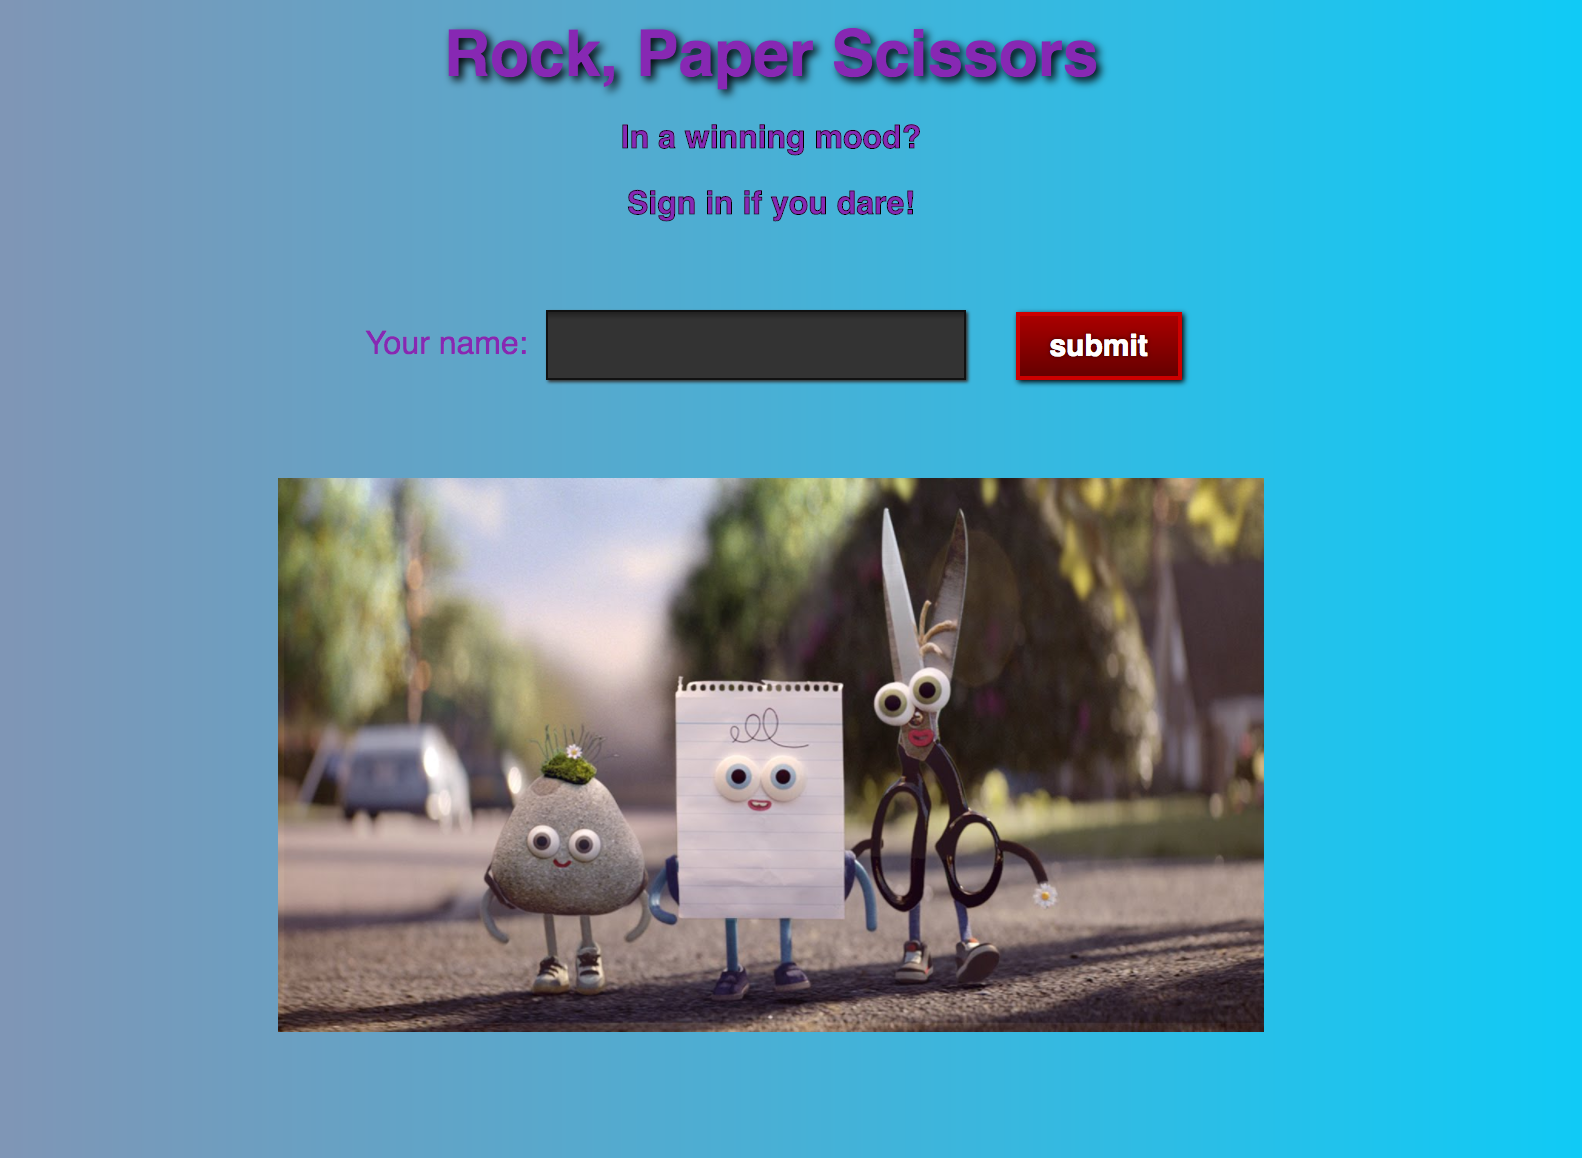 Rock, Paper Scissors
In a winning mood?
Sign in if you dare!
Your name:
submit